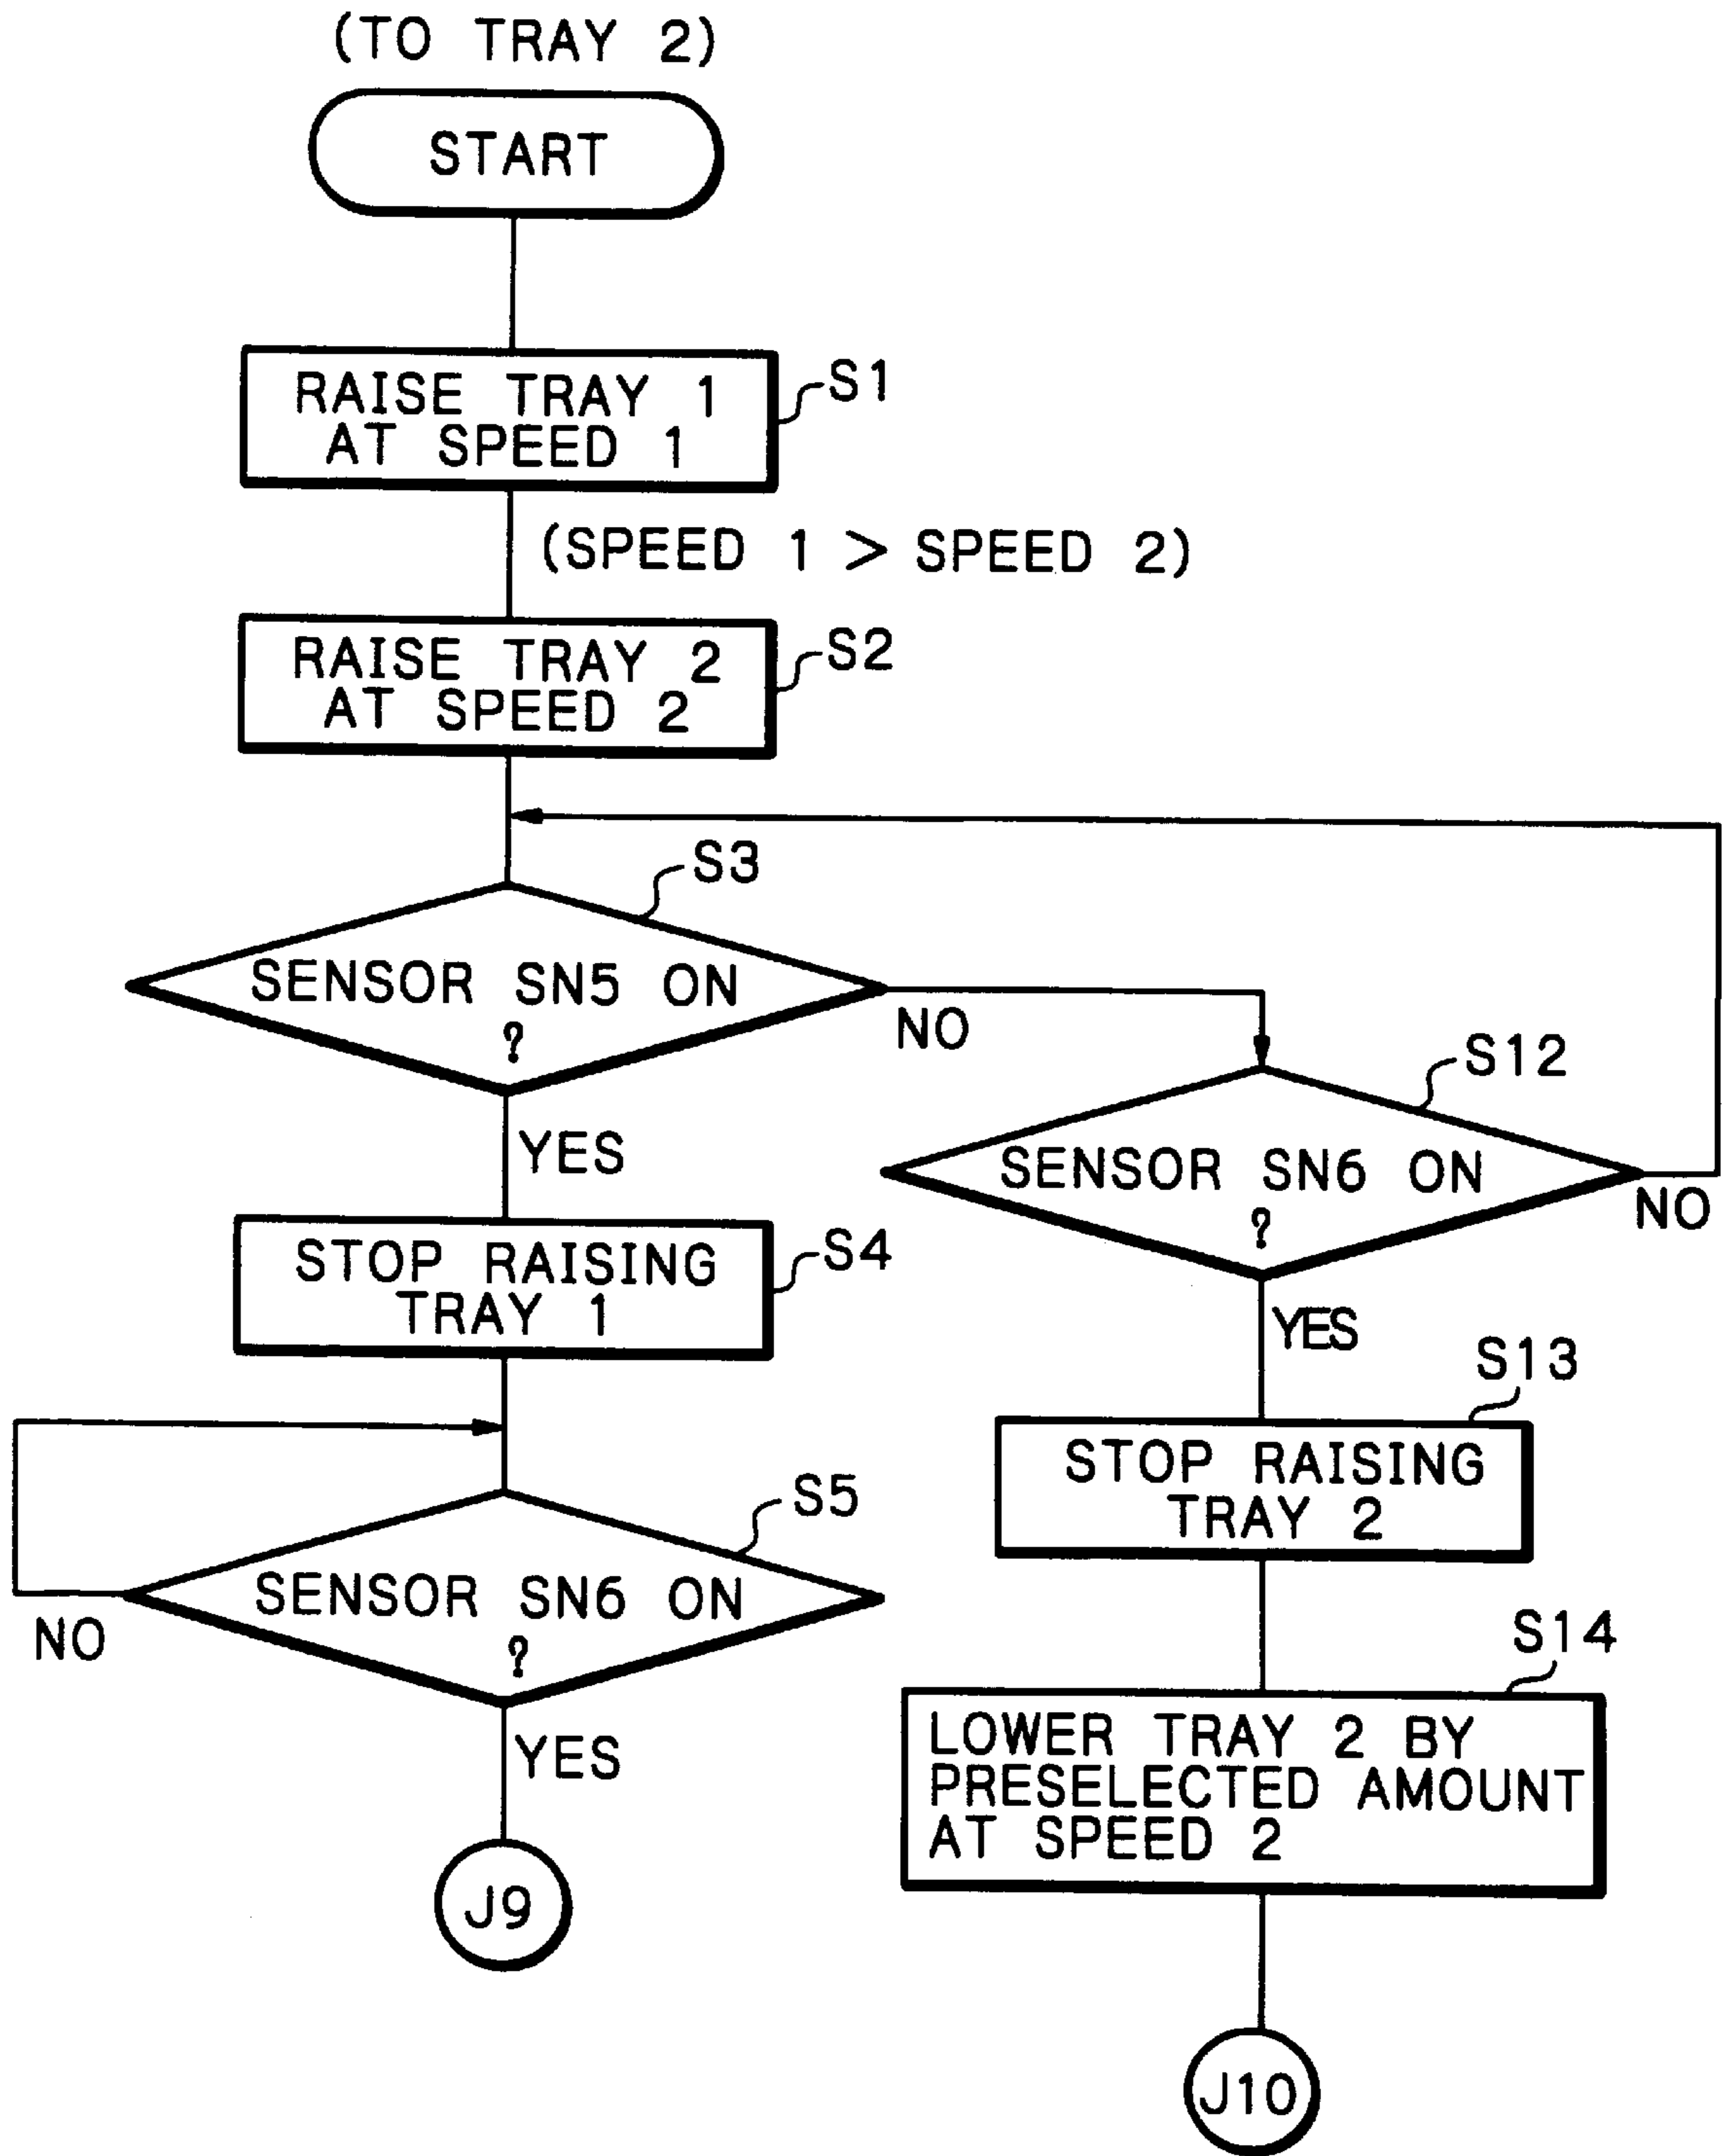 (TO TRAY 2)
START
RAISE TRAY 1
AT SPEED 1
S1
(SPEED 1 > SPEED 2)
RAISE TRAY 2
AT SPEED 2
S2
S3
SENSOR SN5 ON
?
NO
YES
S12
SENSOR SN6 ON
?
NO
YES
STOP RAISING
TRAY 1
S4
S13
STOP RAISING
TRAY 2
S5
SENSOR SN6 ON
?
NO
YES
S14
LOWER TRAY 2 BY
PRESELECTED AMOUNT
AT SPEED 2
J9
J10